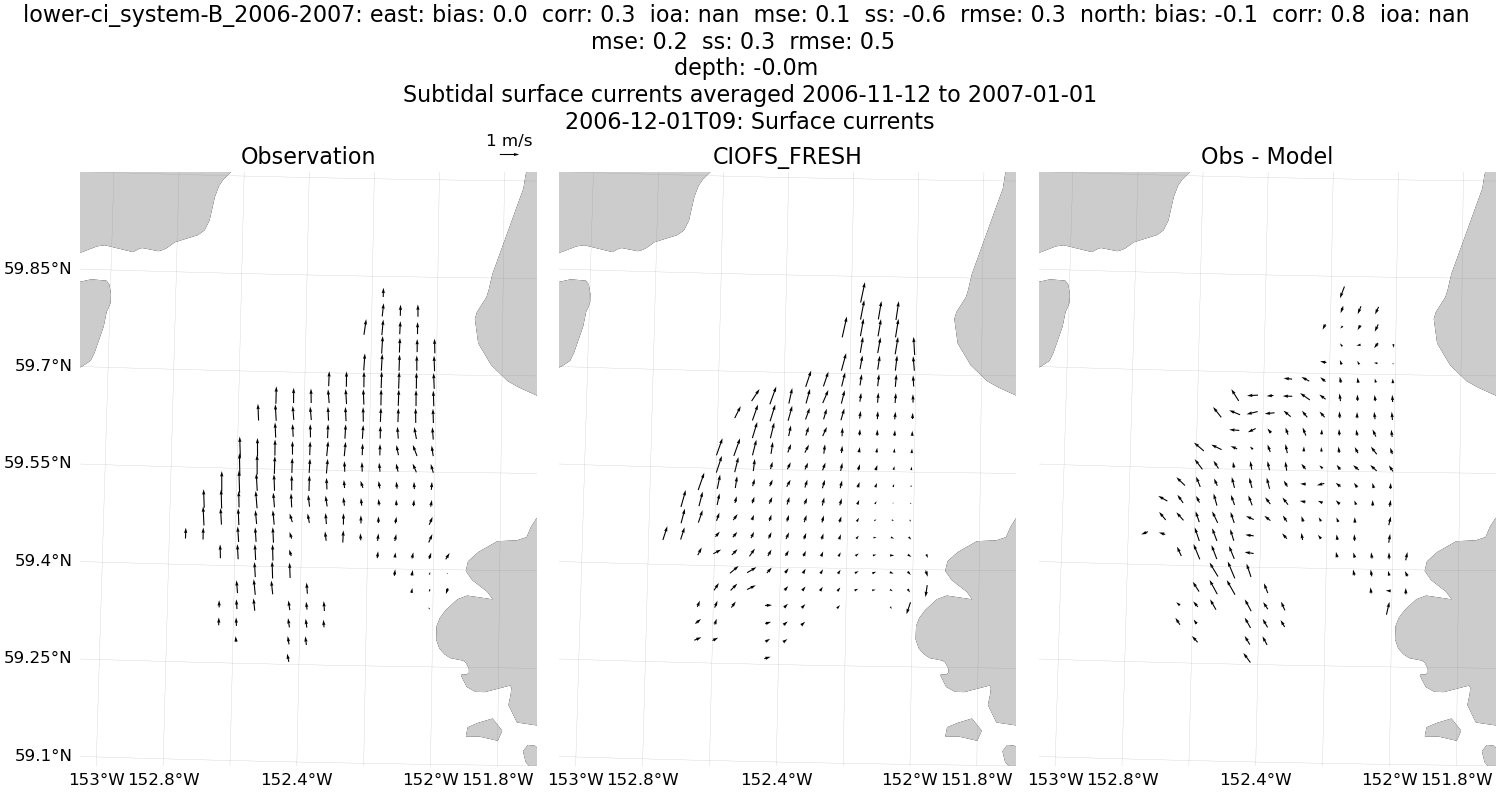 lower-ci_system-B_2006-2007: east: bias: 0.0  corr: 0.3  ioa: nan  mse: 0.1  ss: -0.6  rmse: 0.3  north: bias: -0.1  corr: 0.8  ioa: nan
mse: 0.2  ss: 0.3  rmse: 0.5
depth: -0.0m
Subtidal surface currents averaged 2006-11-12 to 2007-01-01
2006-12-01T09: Surface currents
1 m/s
Observation
CIOFS_FRESH
Obs - Model
59.85°N
59.7°N
59.55°N
59.4°N
59.25°N
59.1°N
153°W 152.8°W 152.4°W 152°W 151.8°W
153°W 152.8°W 152.4°W 152°W 151.8°W
153°W 152.8°W 152.4°W 152°W 151.8°W